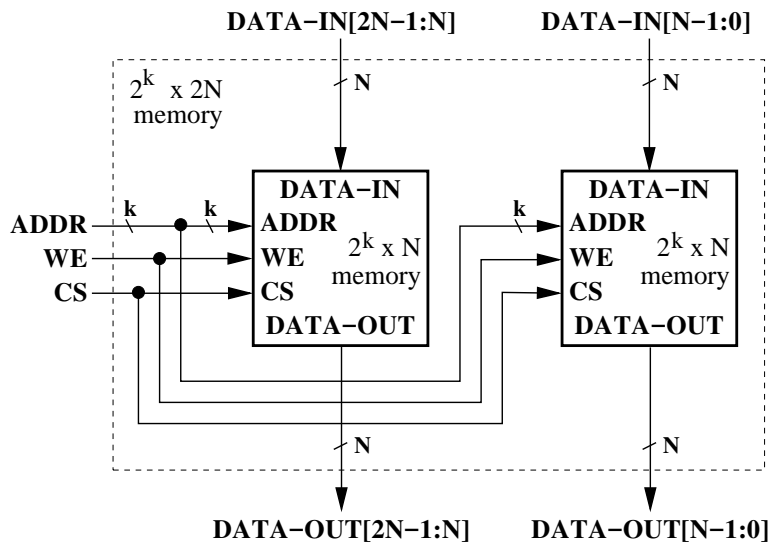 DATA−IN[2N−1:N]
DATA−IN[N−1:0]
2^k x 2N
memory
N
N
DATA−IN
ADDR
WE
CS
2^k x N
memory
DATA−OUT
DATA−IN
ADDR
WE
CS
2^k x N
memory
DATA−OUT
ADDR
k
k
k
WE
CS
N
N
DATA−OUT[2N−1:N]
DATA−OUT[N−1:0]